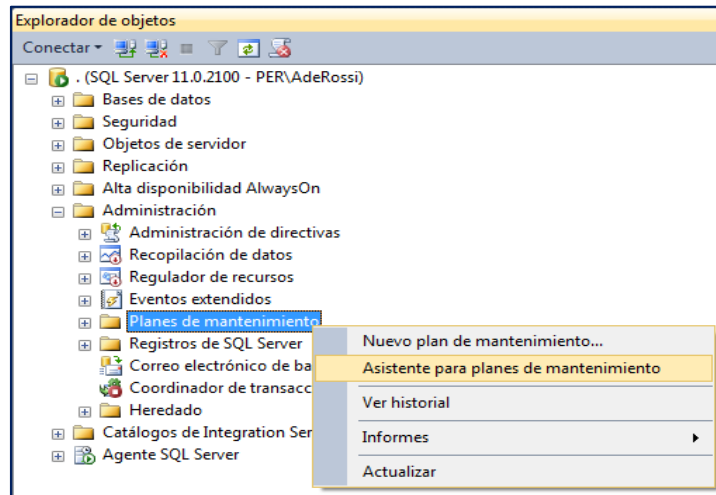 Explorador de objetos
Conectar
. (SQL Server 11.0.2100 - PER\AdeRossi)
Bases de datos
Seguridad
Objetos de servidor
Replicación
Alta disponibilidad AlwaysOn
Administración
Administración de directivas
Recopilación de datos
Regulador de recursos
Eventos extendidos
Planes de mantenimiento
Registros de SQL Server
Correo electrónico de ba
Coordinador de transacc
Heredado
Catálogos de Integration Ser
Agente SQL Server
Nuevo plan de mantenimiento...
Asistente para planes de mantenimiento
Ver historial
Informes
Actualizar